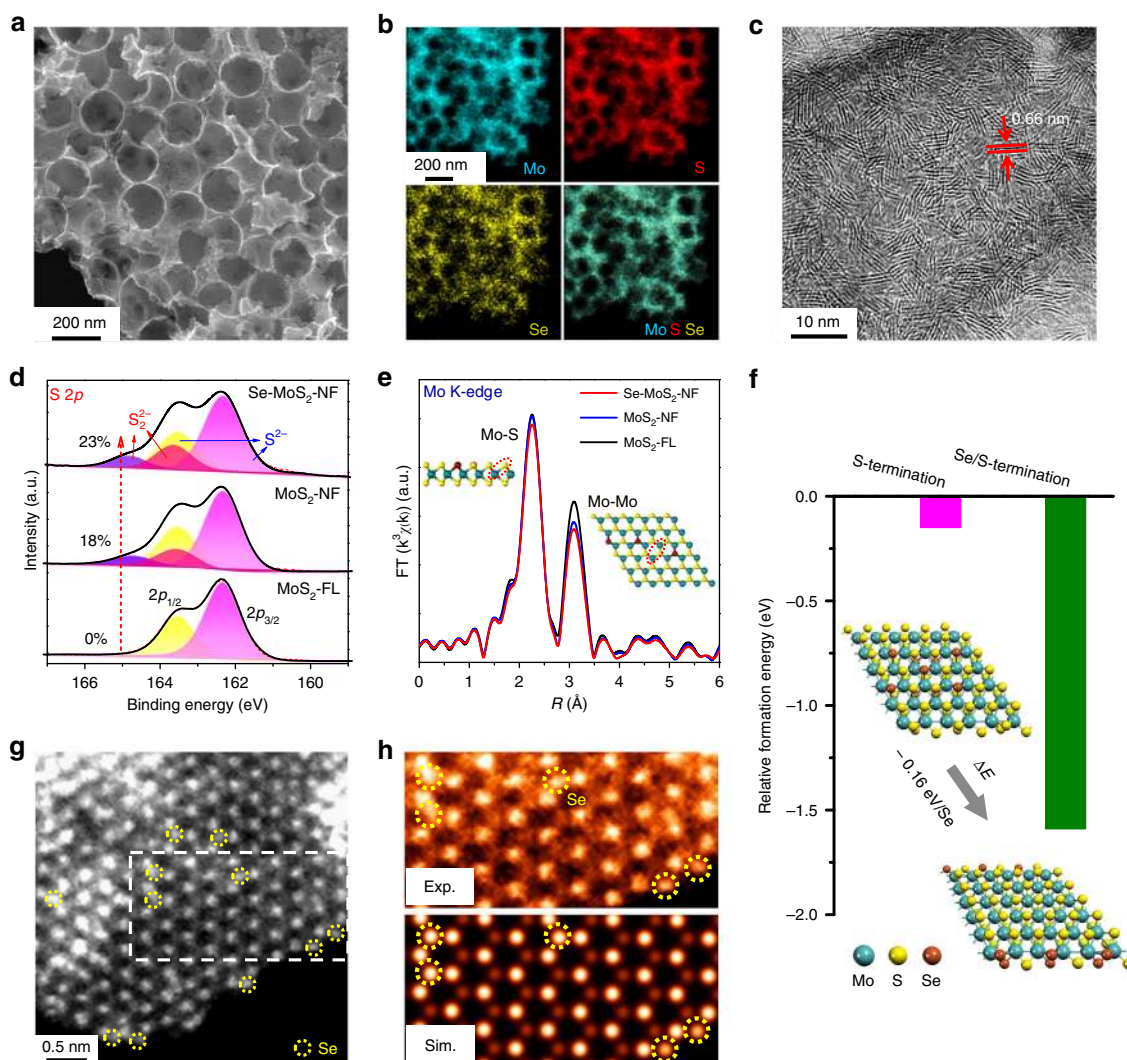 a
200 nm
b
Mo
S
200 nm
Se
Mo S Se
c
0.66 nm
10 nm
d
S 2p
Se-MoS₂-NF
S₂²⁻
S²⁻
23%
MoS₂-NF
18%
MoS₂-FL
2p₁/₂
2p₃/₂
0%
Intensity (a.u.)
166
164
162
160
Binding energy (eV)
e
Mo K-edge
Se-MoS₂-NF
MoS₂-NF
MoS₂-FL
Mo-S
Mo-Mo
FT (k³χ(k)) (a.u.)
0
1
2
3
4
5
6
R (Å)
f
S-termination
Se/S-termination
0.0
−0.5
−1.0
−1.5
−2.0
Relative formation energy (eV)
ΔE
−0.16 eV/Se
Mo
S
Se
g
0.5 nm
Se
h
Se
Exp.
Sim.